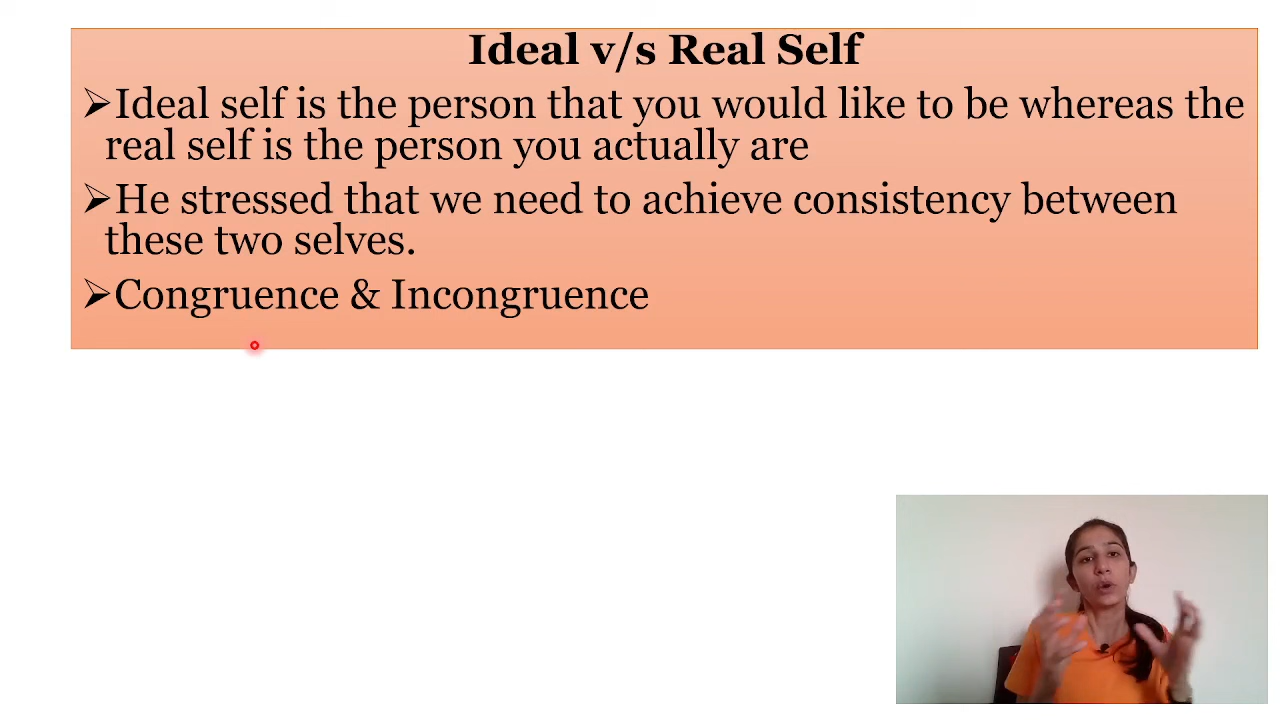 Ideal v/s Real Self
➢Ideal self is the person that you would like to be whereas the
real self is the person you actually are
➢He stressed that we need to achieve consistency between
these two selves.
➢Congruence & Incongruence